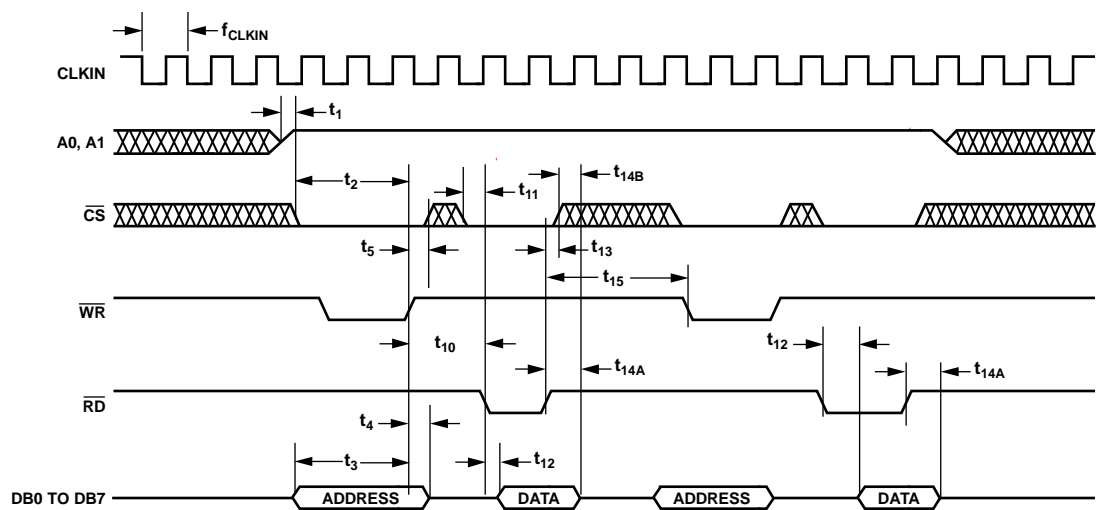 fCLKIN
CLKIN
t1
A0, A1
t2
t11
t14B
CS
t5
t13
t15
WR
t10
t12
t14A
t14A
RD
t4
t3
t12
DB0 TO DB7
ADDRESS
DATA
ADDRESS
DATA